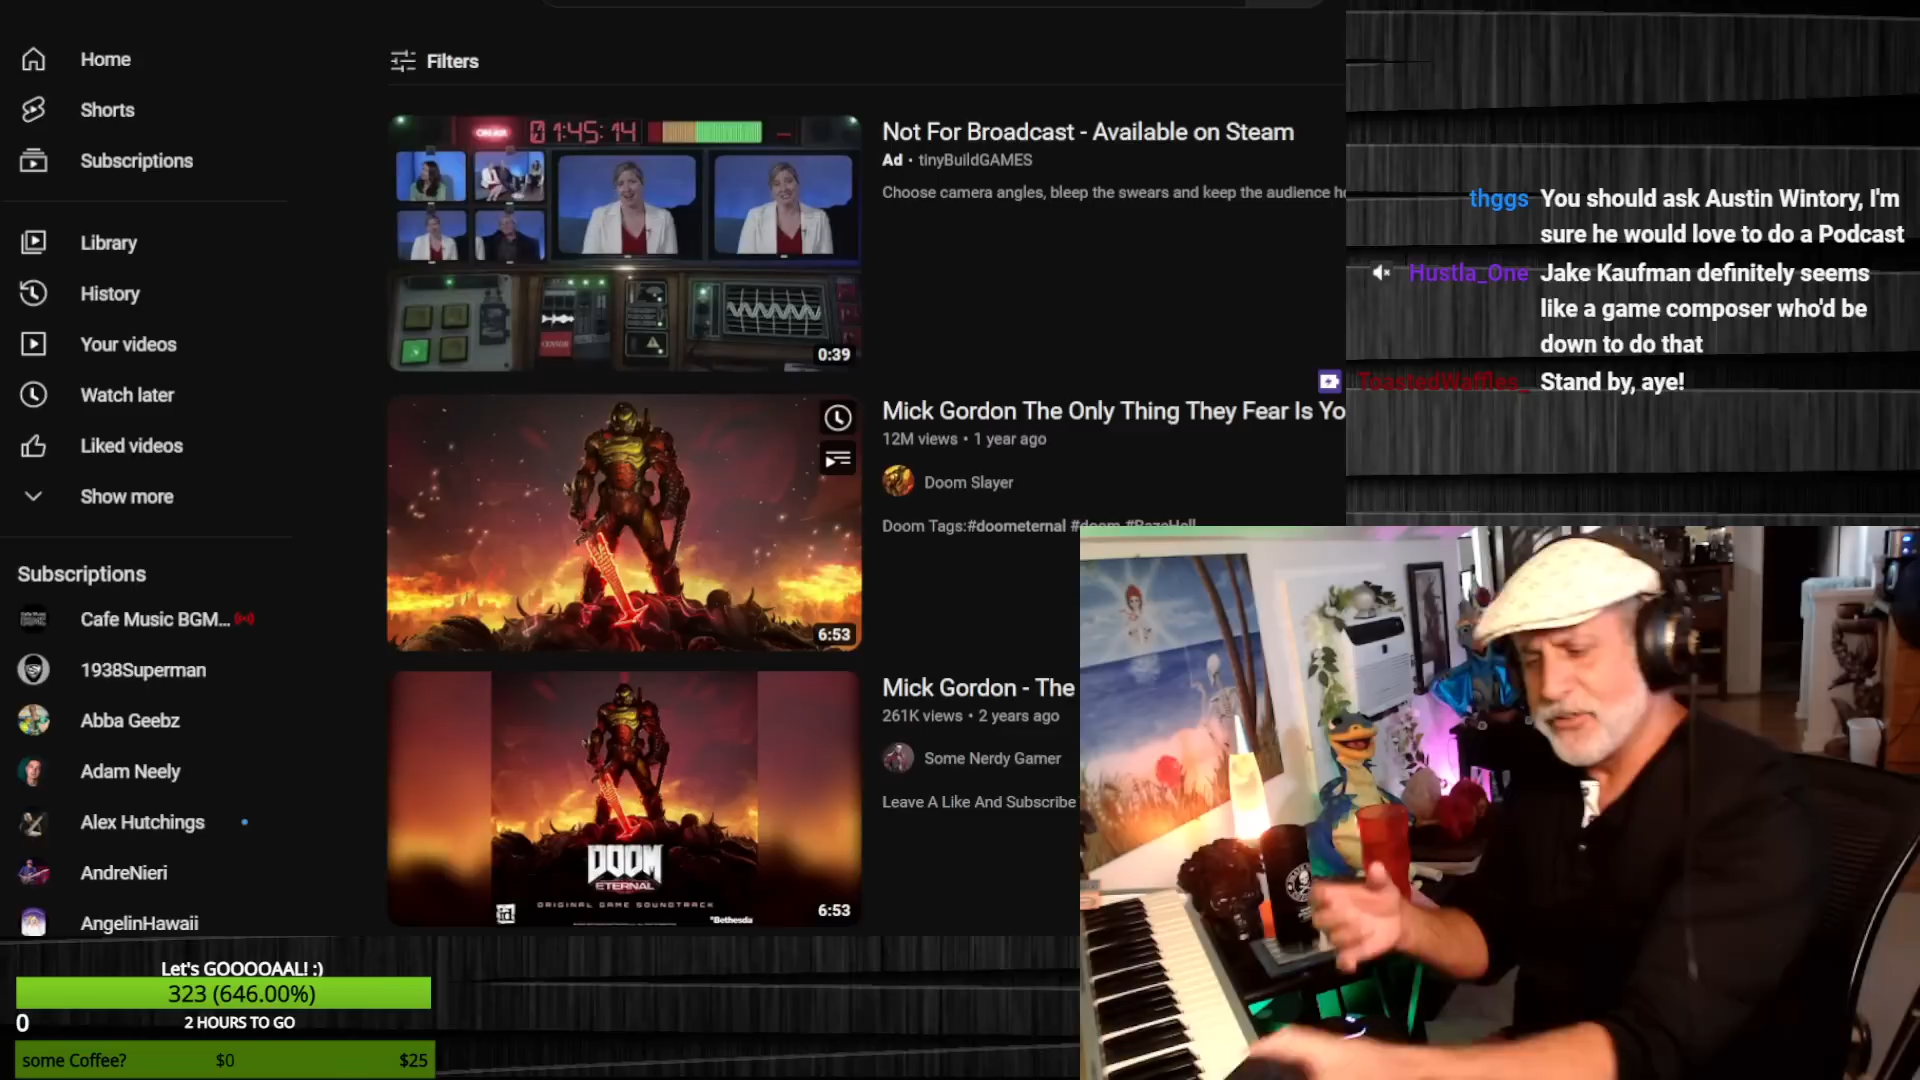 Home
Shorts
Subscriptions
Library
History
Your videos
Watch later
Liked videos
Show more
Subscriptions
Cafe Music BGM...
1938Superman
Abba Geebz
Adam Neely
Alex Hutchings
AndreNieri
AngelinHawaii
Filters
ON AIR
01:45:14
CENSOR
0:39
Not For Broadcast - Available on Steam
Ad • tinyBuildGAMES
Choose camera angles, bleep the swears and keep the audience h
6:53
Mick Gordon The Only Thing They Fear Is Yo
12M views • 1 year ago
Doom Slayer
Doom Tags:#doometernal #doom #RazeHell
DOOM
ETERNAL
ORIGINAL GAME SOUNDTRACK
id
Bethesda
6:53
Mick Gordon - The
261K views • 2 years ago
Some Nerdy Gamer
Leave A Like And Subscribe
thggs You should ask Austin Wintory, I'm
sure he would love to do a Podcast
Hustla_One Jake Kaufman definitely seems
like a game composer who'd be
down to do that
ToastedWaffles_ Stand by, aye!
Let's GOOOOAAL! :)
323 (646.00%)
0
2 HOURS TO GO
some Coffee? $0 $25